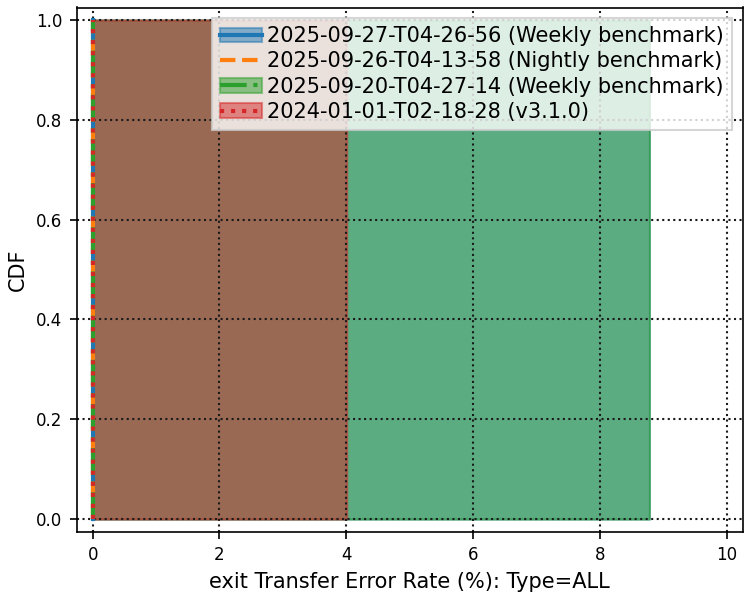 1.0
0.8
0.6
0.4
0.2
0.0
CDF
2025-09-27-T04-26-56 (Weekly benchmark)
2025-09-26-T04-13-58 (Nightly benchmark)
2025-09-20-T04-27-14 (Weekly benchmark)
2024-01-01-T02-18-28 (v3.1.0)
0 2 4 6 8 10
exit Transfer Error Rate (%): Type=ALL